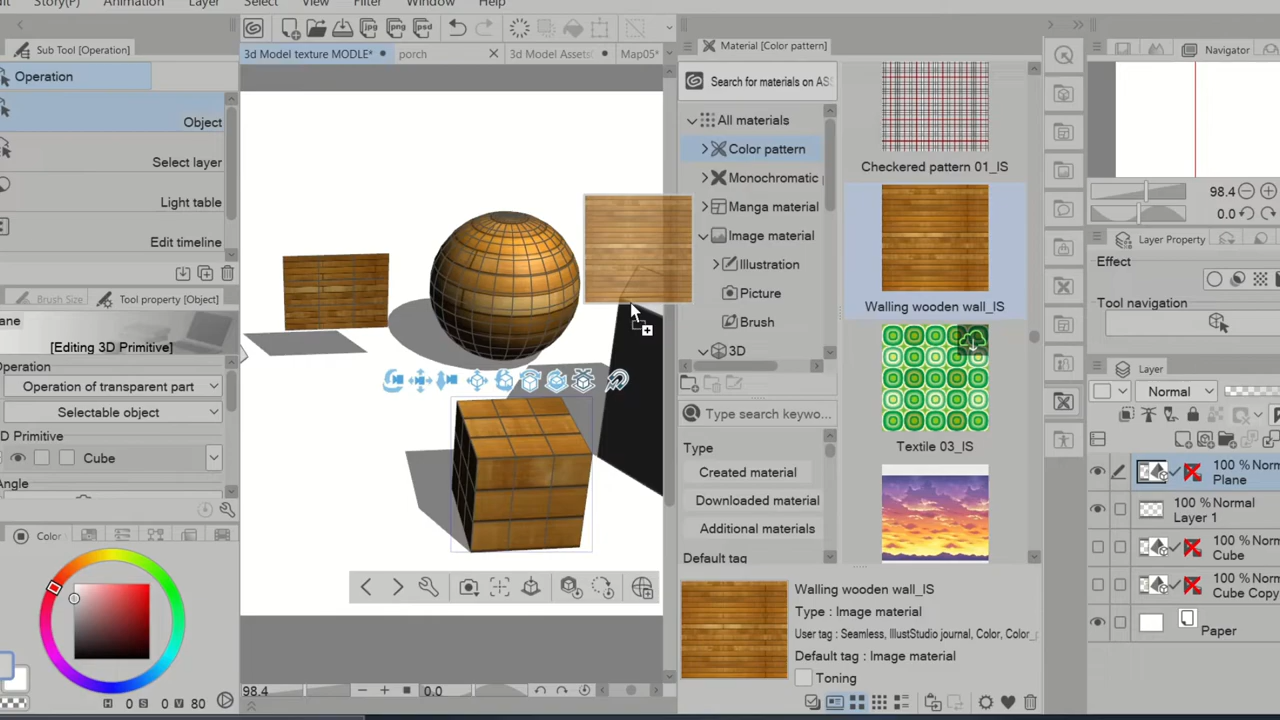 Story(P)
Animation
Layer
Select
View
Filter
Window
Help
Sub Tool [Operation]
Operation
Object
Select layer
Light table
Edit timeline
Brush Size
Tool property [Object]
ane
[Editing 3D Primitive]
Operation of transparent part
Selectable object
D Primitive
Cube
Angle
Color
H 0 S 0 V 80
3d Model texture MODLE*
porch
3d Model Assets
Map05*
98.4
0.0
Material [Color pattern]
Search for materials on AS
All materials
Color pattern
Monochromatic
Manga material
Image material
Illustration
Picture
Brush
3D
Type search keywo...
Type
Created material
Downloaded material
Additional materials
Default tag
Checkered pattern 01_IS
Walling wooden wall_IS
Textile 03_IS
Walling wooden wall_IS
Type : Image material
User tag : Seamless, IllustStudio journal, Color, Color_
Default tag : Image material
Toning
Navigator
98.4
0.0
Layer Property
Effect
Tool navigation
Layer
Normal
100 % Norm
Plane
100 % Normal
Layer 1
100 % Norm
Cube
100 % Norm
Cube Copy
Paper